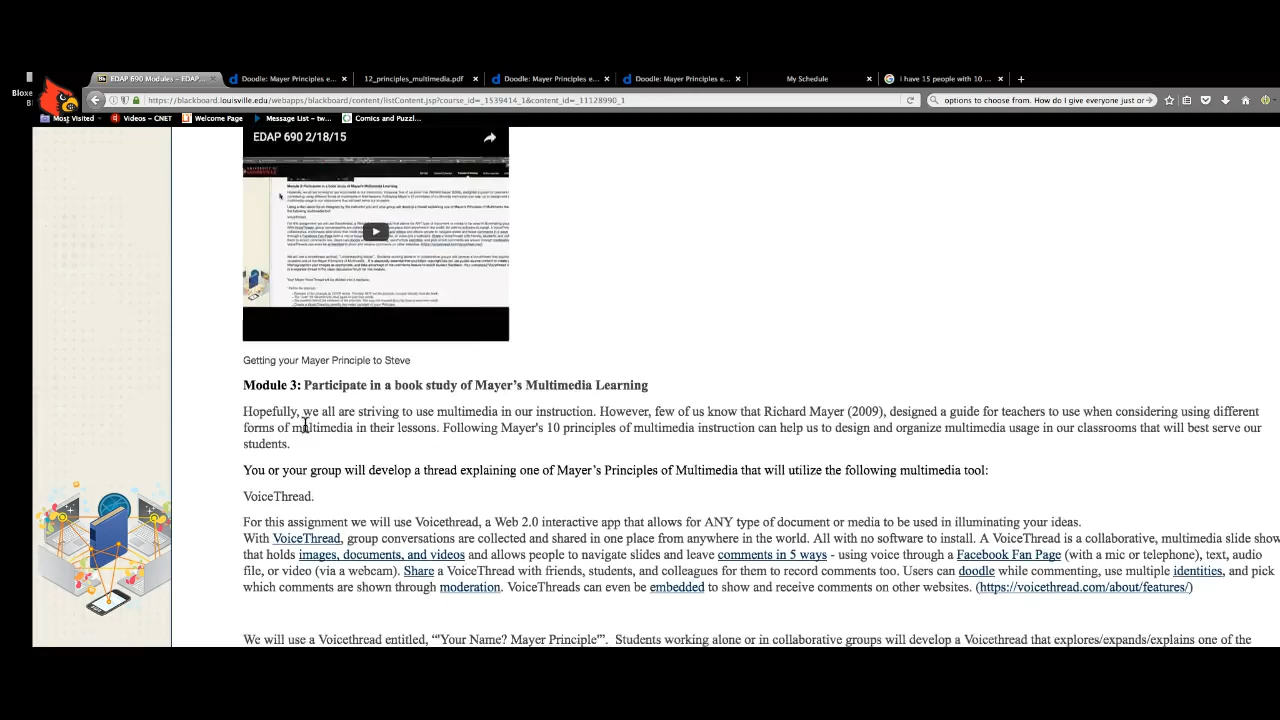 EDAP 690 Modules – EDAP...
Doodle: Mayer Principles e...
12_principles_multimedia.pdf
Doodle: Mayer Principles e...
Doodle: Mayer Principles e...
My Schedule
i have 15 people with 10 ...
https://blackboard.louisville.edu/webapps/blackboard/content/listContent.jsp?course_id=_1539414_1&content_id=_11128990_1
options to choose from. How do I give everyone just or
Most Visited
Videos – CNET
Welcome Page
Message List – tw...
Comics and Puzzl...
EDAP 690 2/18/15
Getting your Mayer Principle to Steve
Module 3: Participate in a book study of Mayer’s Multimedia Learning
Hopefully, we all are striving to use multimedia in our instruction. However, few of us know that Richard Mayer (2009), designed a guide for teachers to use when considering using different
forms of multimedia in their lessons. Following Mayer's 10 principles of multimedia instruction can help us to design and organize multimedia usage in our classrooms that will best serve our
students.
You or your group will develop a thread explaining one of Mayer’s Principles of Multimedia that will utilize the following multimedia tool:
VoiceThread.
For this assignment we will use Voicethread, a Web 2.0 interactive app that allows for ANY type of document or media to be used in illuminating your ideas.
With VoiceThread, group conversations are collected and shared in one place from anywhere in the world. All with no software to install. A VoiceThread is a collaborative, multimedia slide show
that holds images, documents, and videos and allows people to navigate slides and leave comments in 5 ways - using voice through a Facebook Fan Page (with a mic or telephone), text, audio
file, or video (via a webcam). Share a VoiceThread with friends, students, and colleagues for them to record comments too. Users can doodle while commenting, use multiple identities, and pick
which comments are shown through moderation. VoiceThreads can even be embedded to show and receive comments on other websites. (https://voicethread.com/about/features/)
We will use a Voicethread entitled, “"Your Name? Mayer Principle"”. Students working alone or in collaborative groups will develop a Voicethread that explores/expands/explains one of the